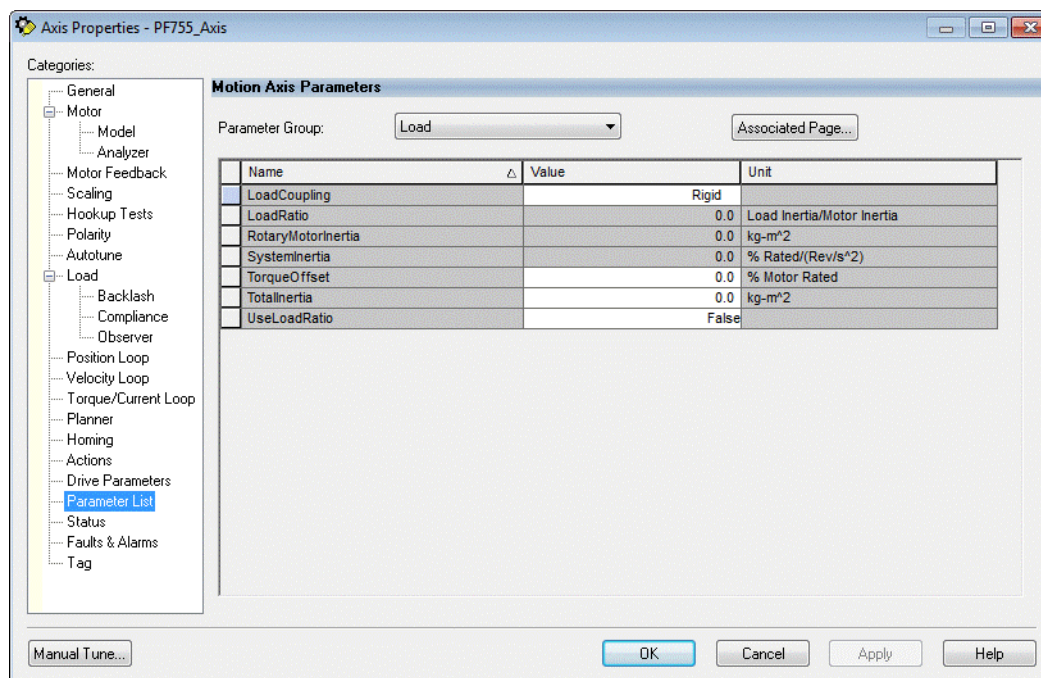 Axis Properties - PF755_Axis
Categories:
General
Motor
Model
Analyzer
Motor Feedback
Scaling
Hookup Tests
Polarity
Autotune
Load
Backlash
Compliance
Observer
Position Loop
Velocity Loop
Torque/Current Loop
Planner
Homing
Actions
Drive Parameters
Parameter List
Status
Faults & Alarms
Tag
Motion Axis Parameters
Parameter Group: Load Associated Page...
Name Value Unit
LoadCoupling Rigid
LoadRatio 0.0 Load Inertia/Motor Inertia
RotaryMotorInertia 0.0 kg-m^2
SystemInertia 0.0 % Rated/(Rev/s^2)
TorqueOffset 0.0 % Motor Rated
TotalInertia 0.0 kg-m^2
UseLoadRatio False
Manual Tune... OK Cancel Apply Help